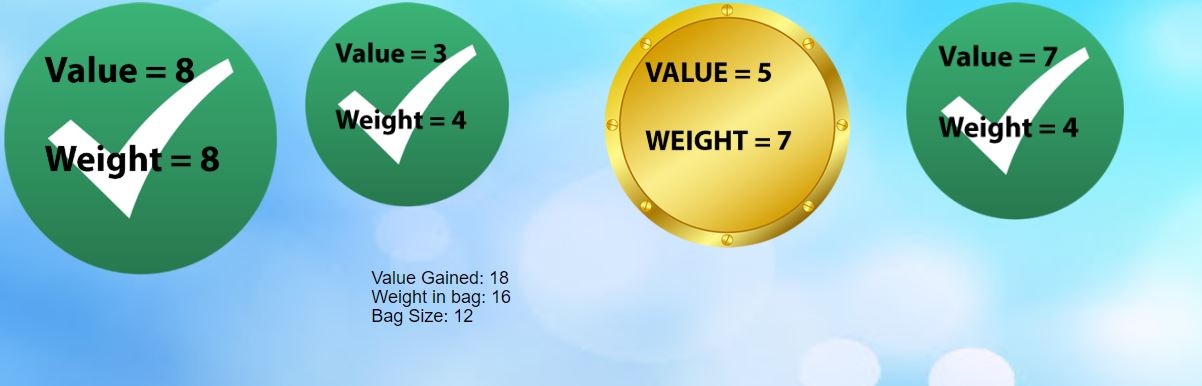 Value = 8
Weight = 8
Value = 3
Weight = 4
VALUE = 5
WEIGHT = 7
Value = 7
Weight = 4
Value Gained: 18
Weight in bag: 16
Bag Size: 12